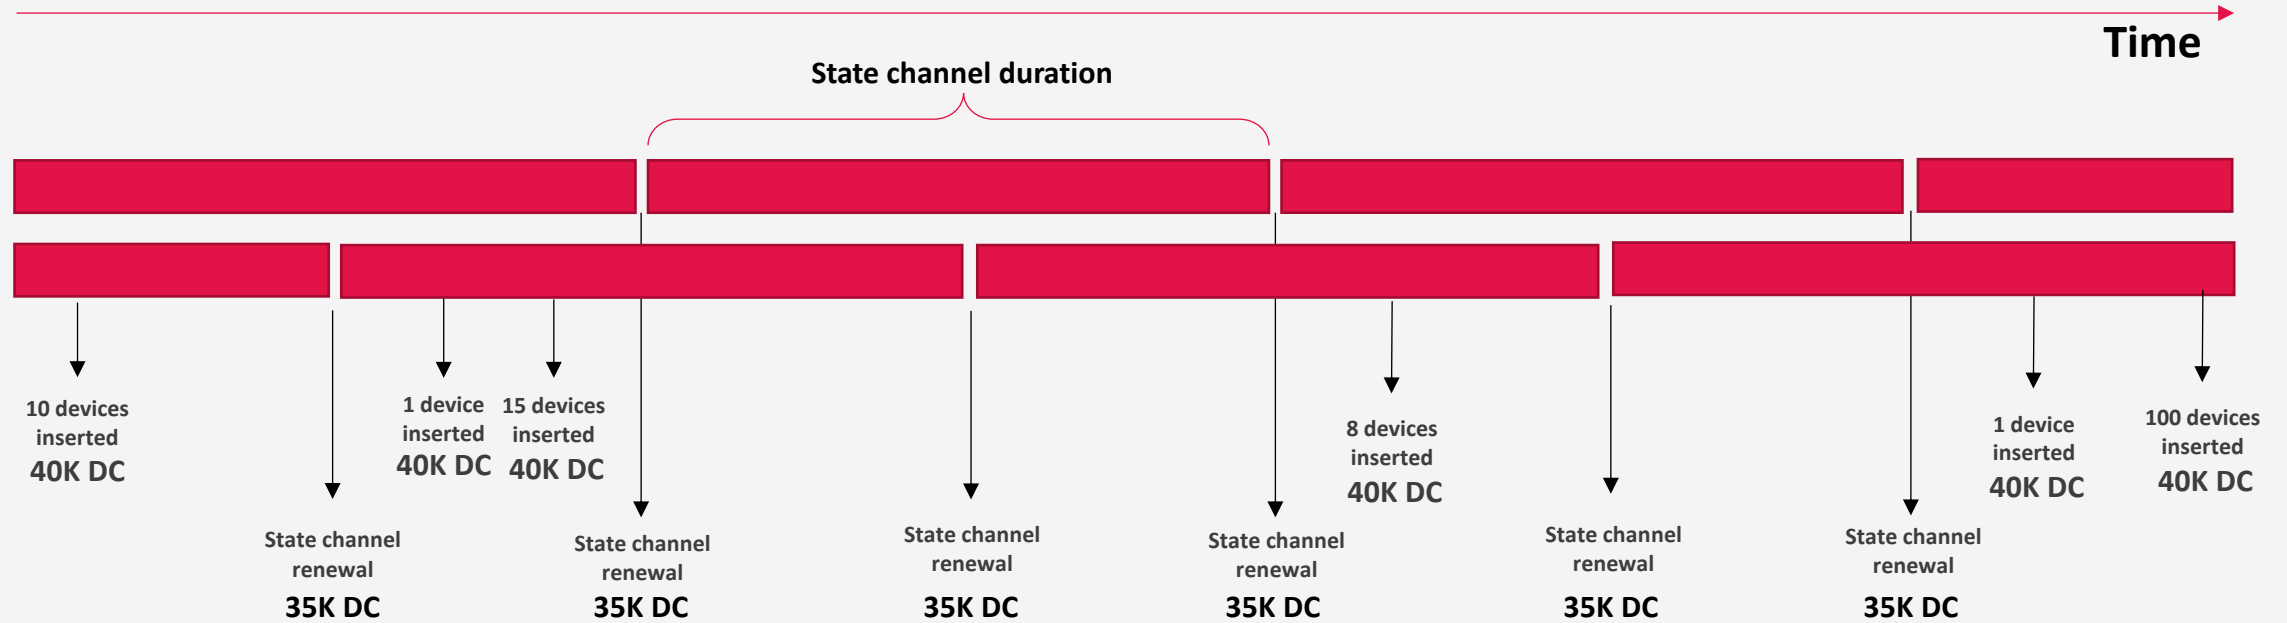 Time
State channel duration
10 devices
inserted
40K DC
1 device
inserted
40K DC
15 devices
inserted
40K DC
8 devices
inserted
40K DC
1 device
inserted
40K DC
100 devices
inserted
40K DC
State channel
renewal
35K DC
State channel
renewal
35K DC
State channel
renewal
35K DC
State channel
renewal
35K DC
State channel
renewal
35K DC
State channel
renewal
35K DC